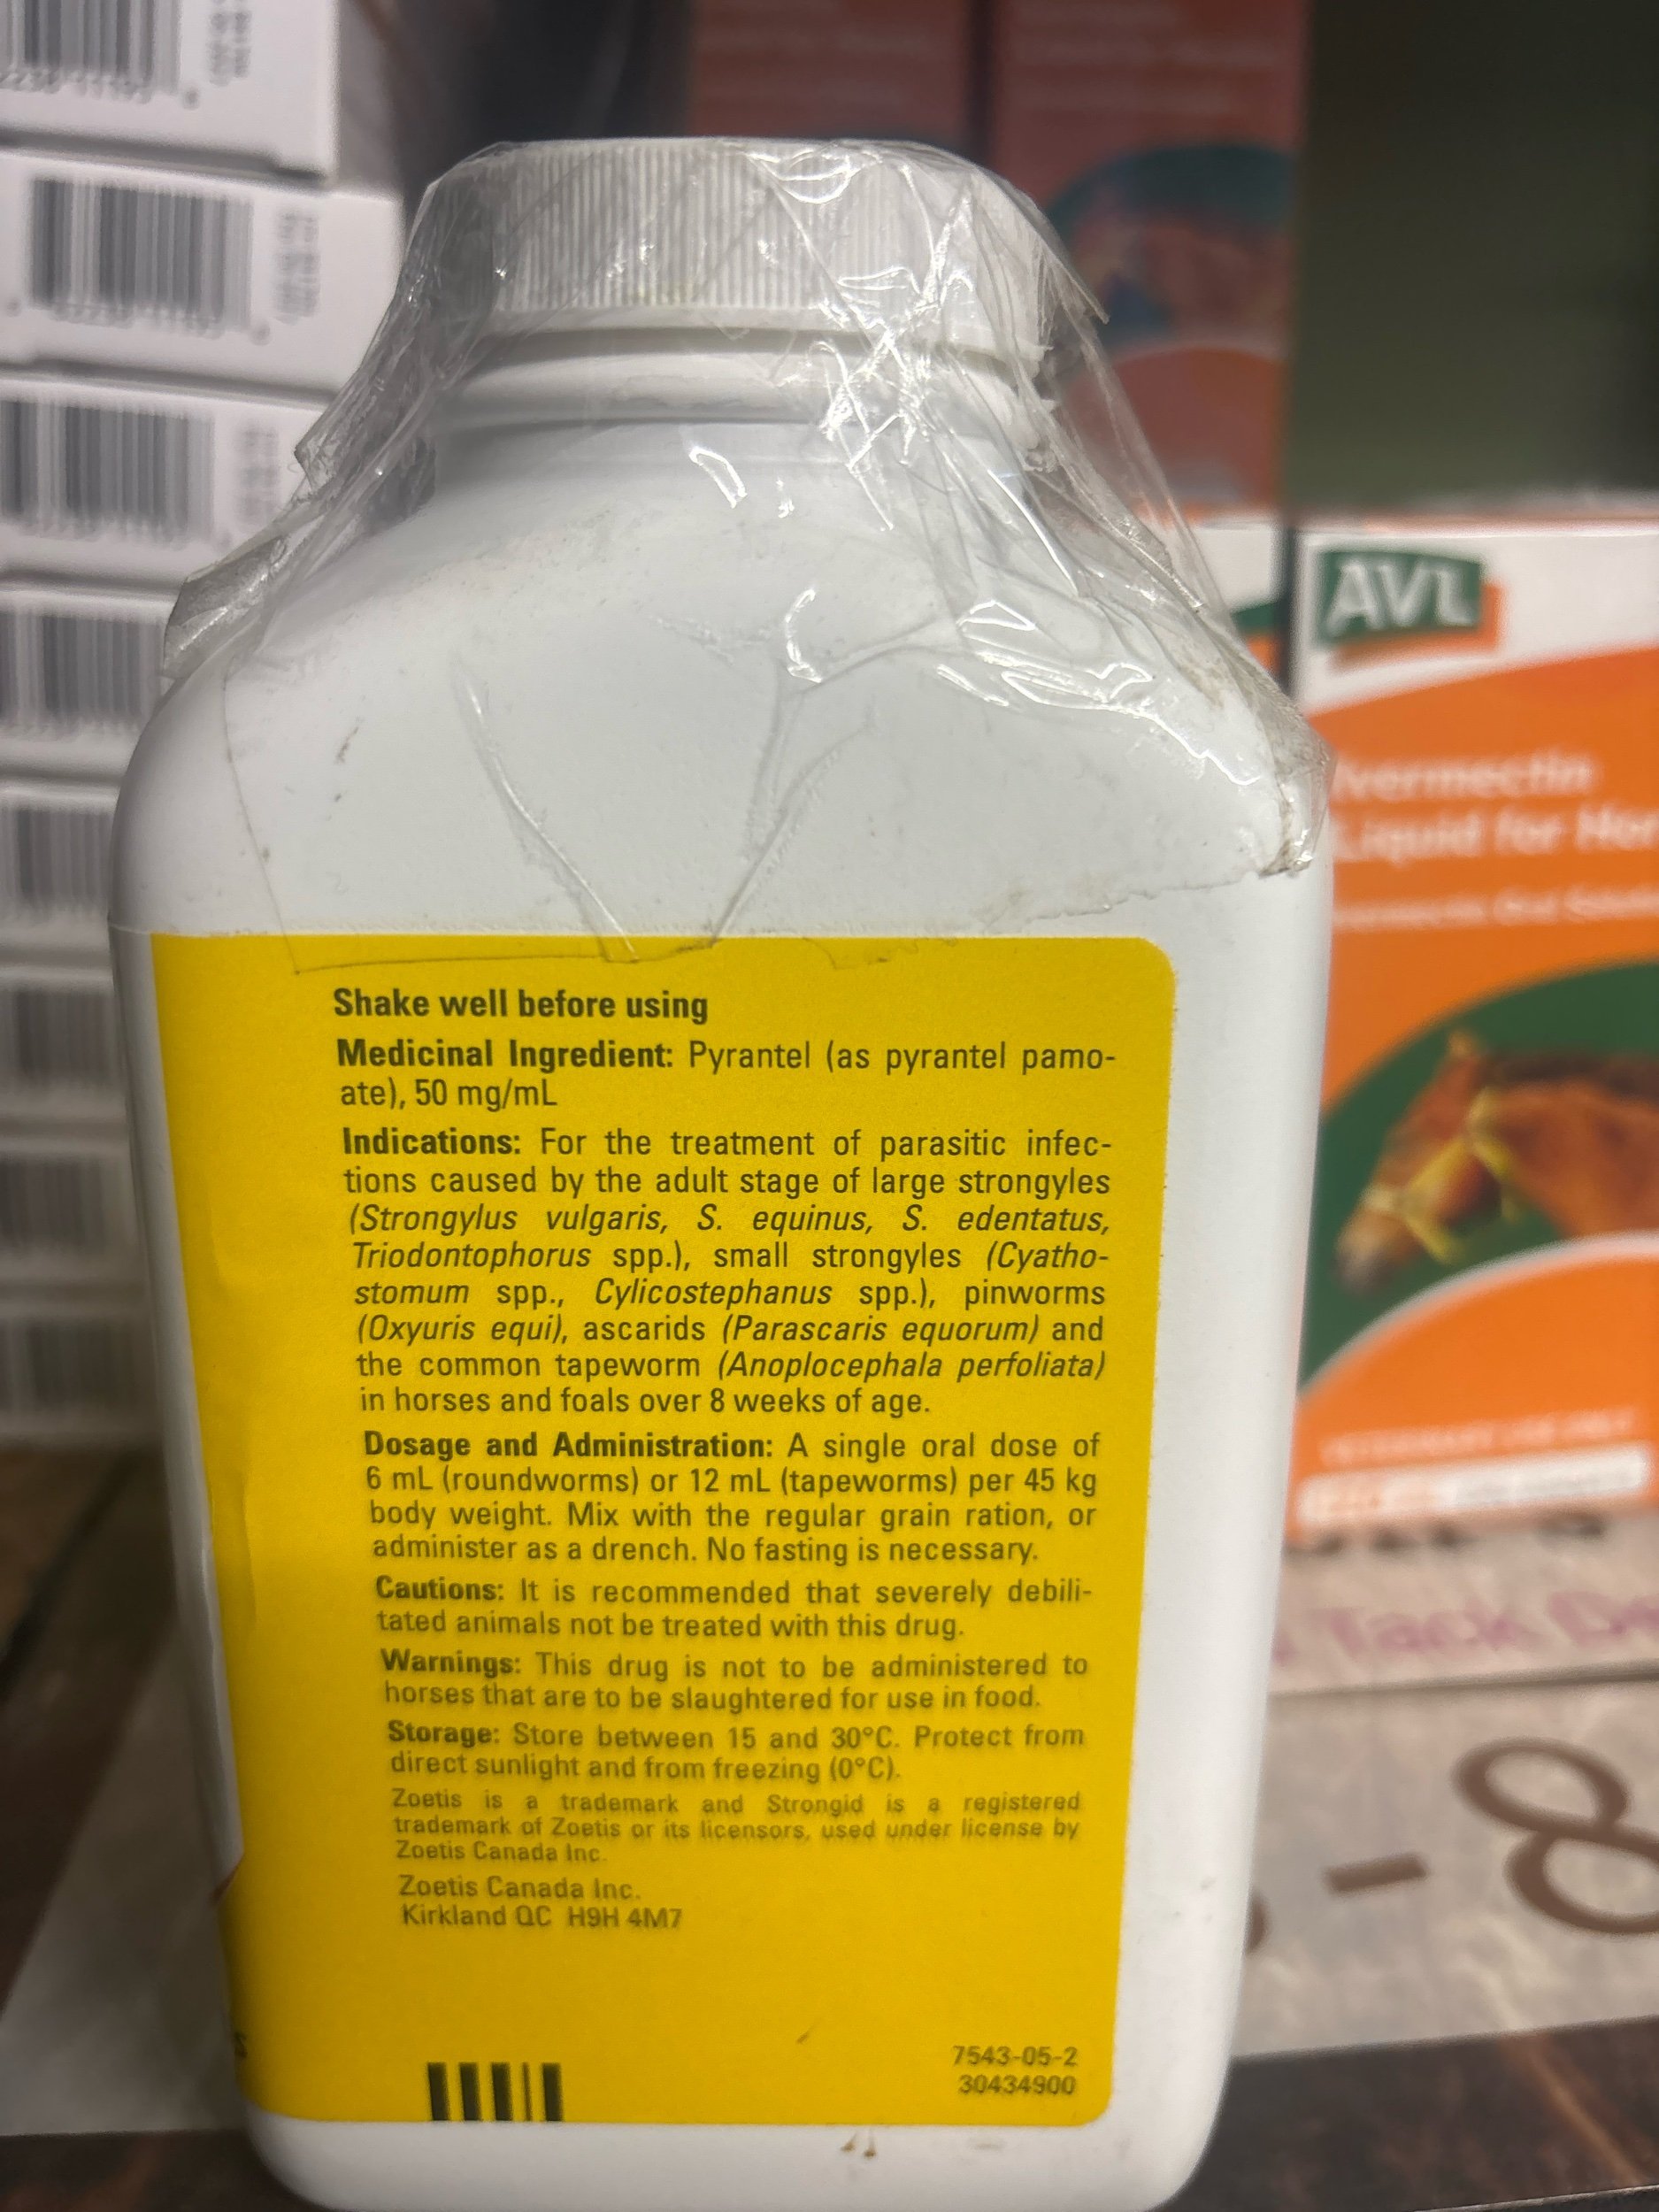 Shake well before using
Medicinal Ingredient: Pyrantel (as pyrantel pamo-
ate), 50 mg/mL
Indications: For the treatment of parasitic infec-
tions caused by the adult stage of large strongyles
(Strongylus vulgaris, S. equinus, S. edentatus,
Triodontophorus spp.), small strongyles (Cyatho-
stomum spp., Cylicostephanus spp.), pinworms
(Oxyuris equi), ascarids (Parascaris equorum) and
the common tapeworm (Anoplocephala perfoliata)
in horses and foals over 8 weeks of age.
Dosage and Administration: A single oral dose of
6 mL (roundworms) or 12 mL (tapeworms) per 45 kg
body weight. Mix with the regular grain ration, or
administer as a drench. No fasting is necessary.
Cautions: It is recommended that severely debili-
tated animals not be treated with this drug.
Warnings: This drug is not to be administered to
horses that are to be slaughtered for use in food.
Storage: Store between 15 and 30°C. Protect from
direct sunlight and from freezing (0°C).
Zoetis is a trademark and Strongid is a registered
trademark of Zoetis or its licensors, used under license by
Zoetis Canada Inc.
Zoetis Canada Inc.
Kirkland QC H9H 4M7
7543-05-2
30434900
AVL
Ivermectin
Liquid for Hor
Tack De
-8